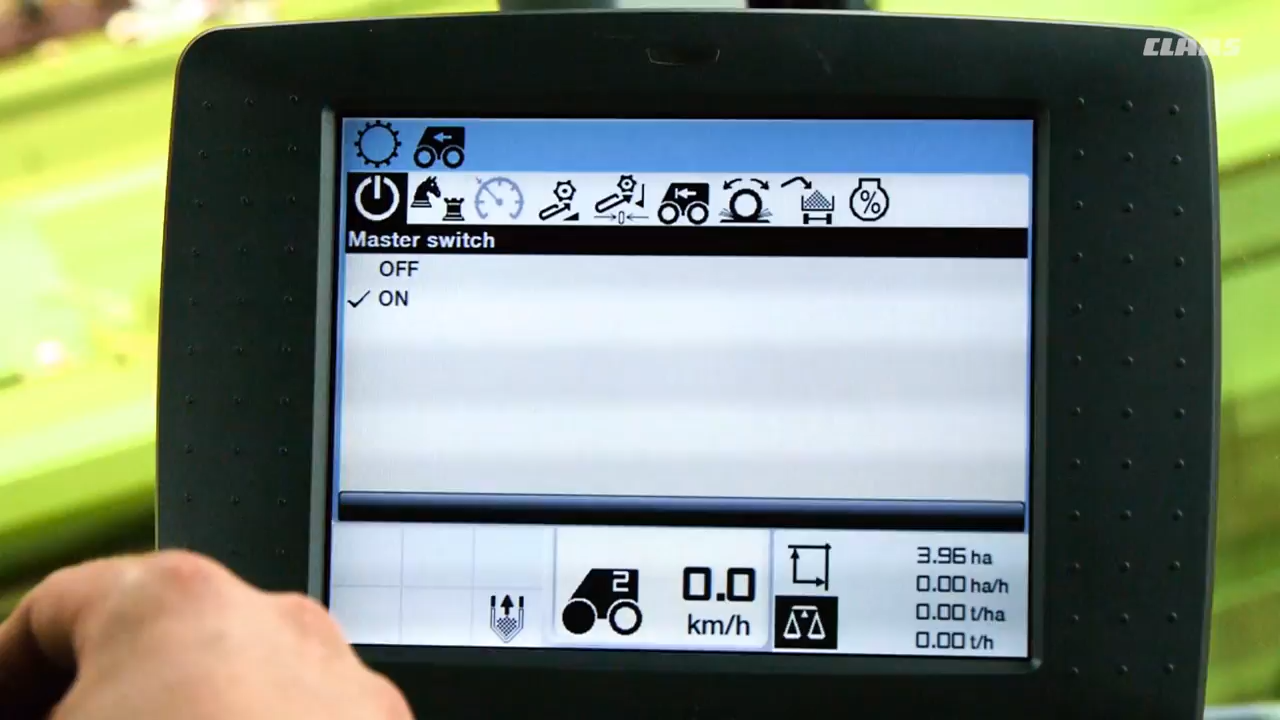 CLAAS
Master switch
OFF
ON
%
2
0.0
km/h
3.96 ha
0.00 ha/h
0.00 t/ha
0.00 t/h